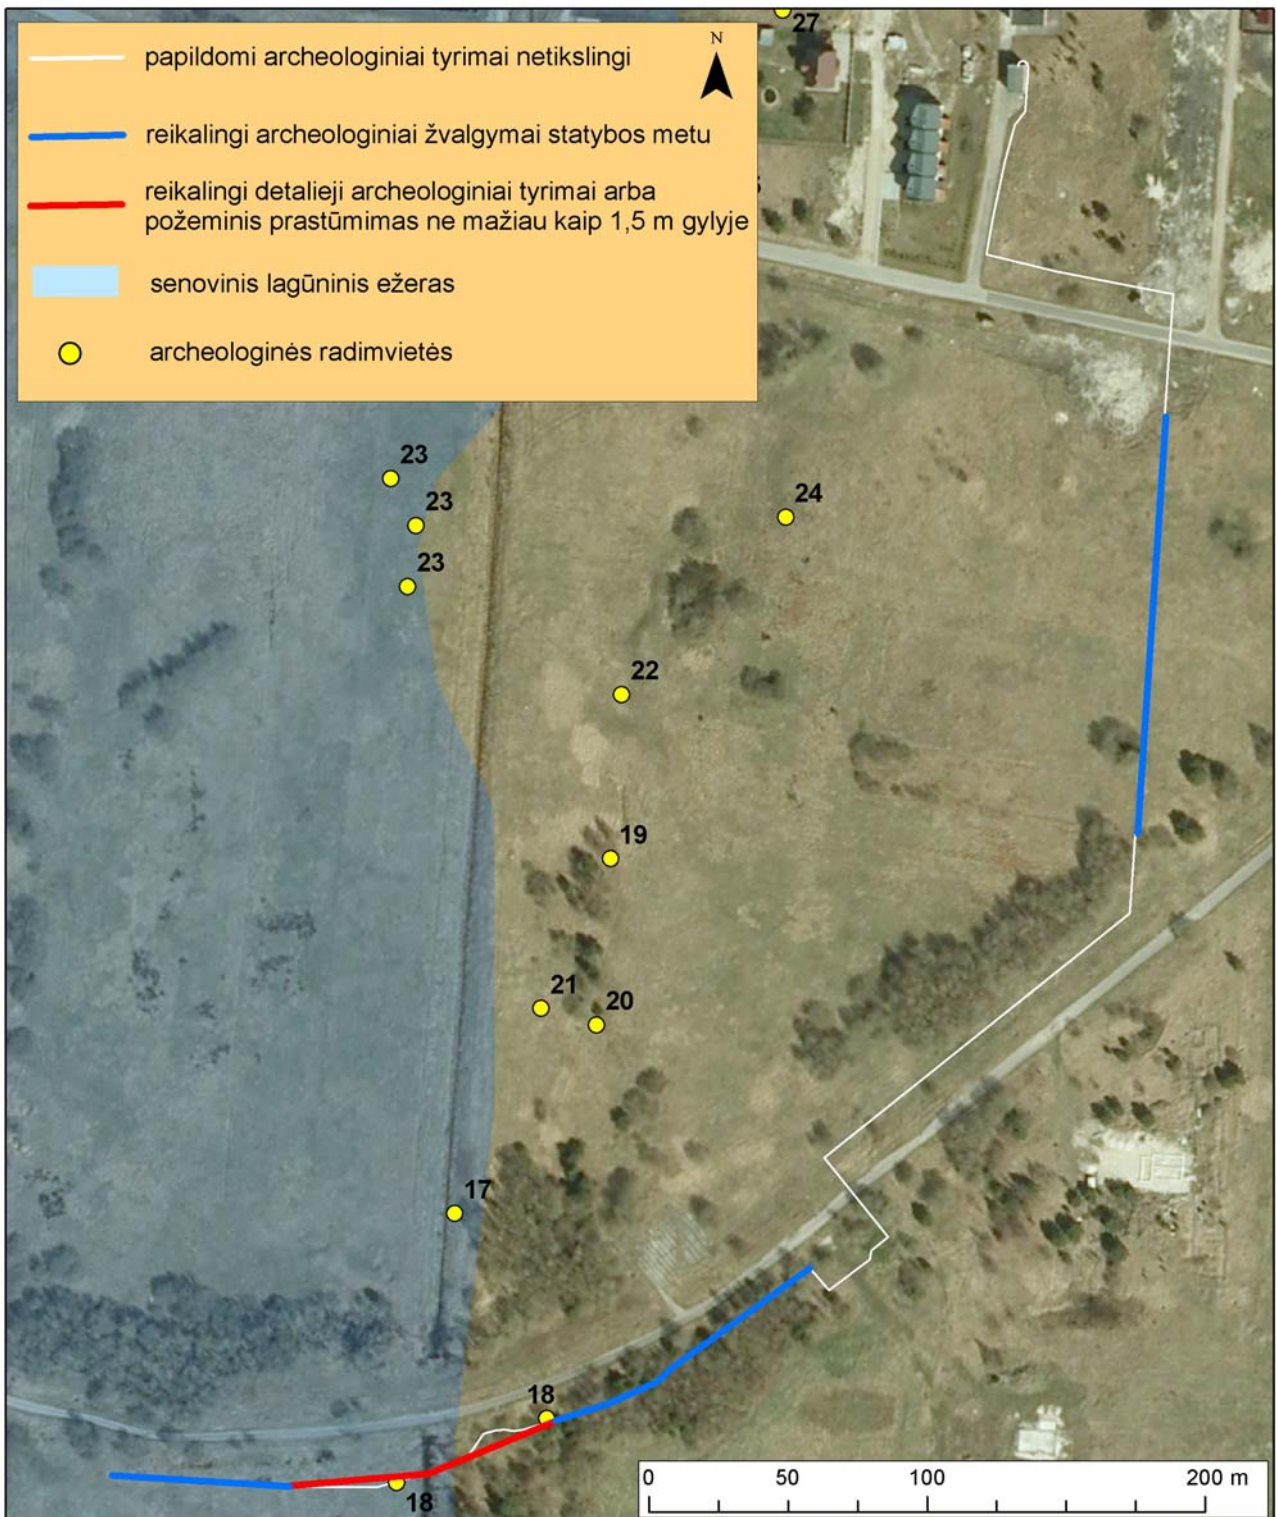 papildomi archeologiniai tyrimai netikslingi
N
reikalingi archeologiniai žvalgymai statybos metu
reikalingi detalieji archeologiniai tyrimai arba
požeminis prastūmimas ne mažiau kaip 1,5 m gylyje
senovinis lagūninis ežeras
archeologinės radimvietės
27
23
23
24
23
22
19
21
20
17
18
18
0 50 100 200 m